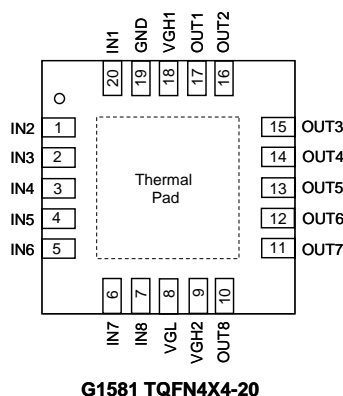 IN1 GND VGH1 OUT1 OUT2
20 19 18 17 16
IN2 1 15 OUT3
IN3 2 14 OUT4
IN4 3 13 OUT5
IN5 4 12 OUT6
IN6 5 11 OUT7
Thermal
Pad
6 7 8 9 10
IN7 IN8 VGL VGH2 OUT8
G1581 TQFN4X4-20